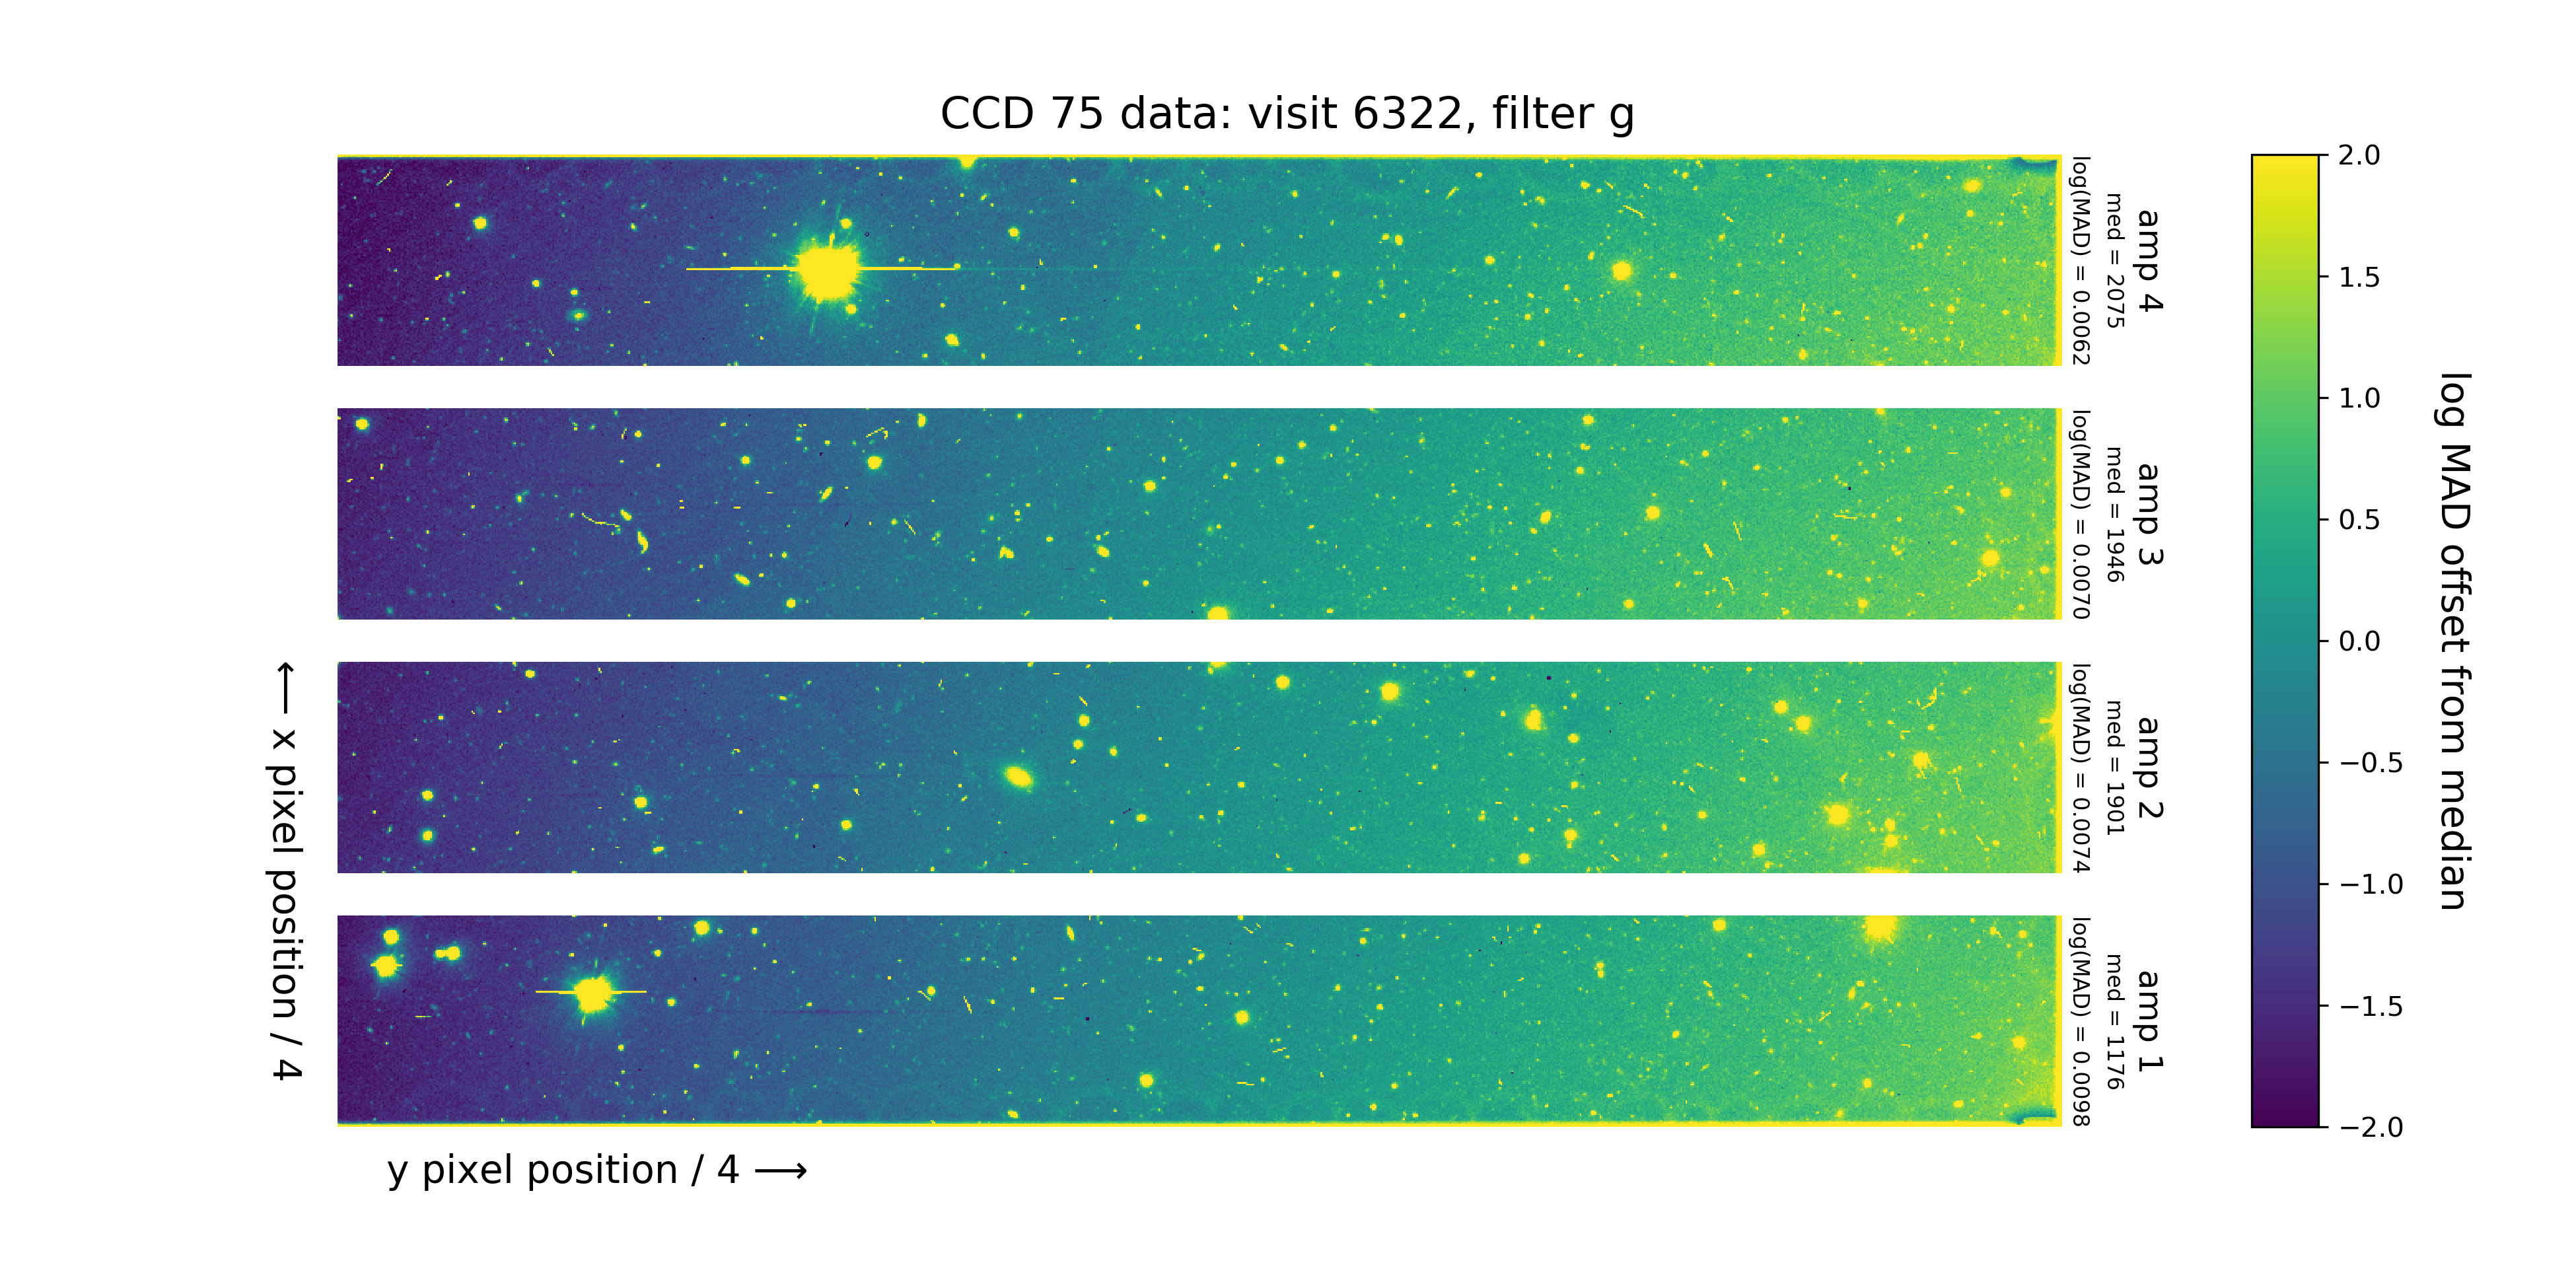 CCD 75 data: visit 6322, filter g
amp 4
med = 2075
log(MAD) = 0.0062
amp 3
med = 1946
log(MAD) = 0.0070
amp 2
med = 1901
log(MAD) = 0.0074
amp 1
med = 1176
log(MAD) = 0.0098
⟵ x pixel position / 4
y pixel position / 4 ⟶
2.0
1.5
1.0
0.5
0.0
−0.5
−1.0
−1.5
−2.0
log MAD offset from median